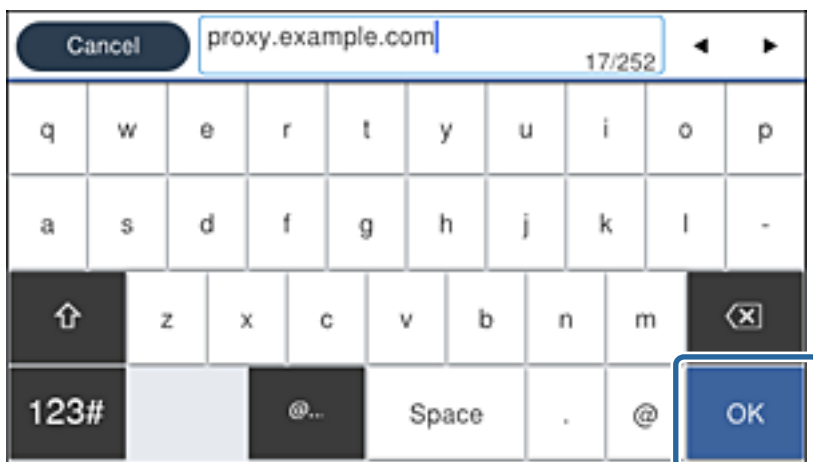 Cancel proxy.example.com 17/252 ◄ ►
q w e r t y u i o p
a s d f g h j k l -
z x c v b n m
123# @... Space . @ OK